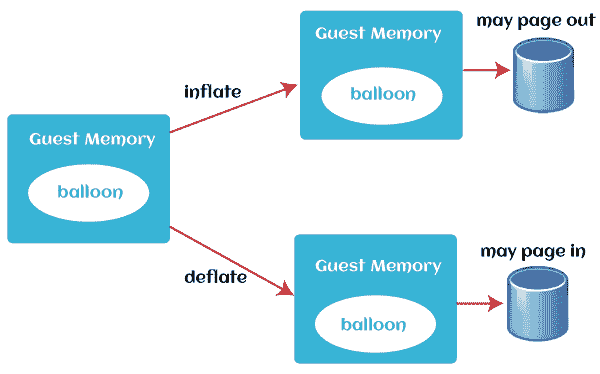 may page out
Guest Memory
balloon
inflate
Guest Memory
balloon
deflate
may page in
Guest Memory
balloon